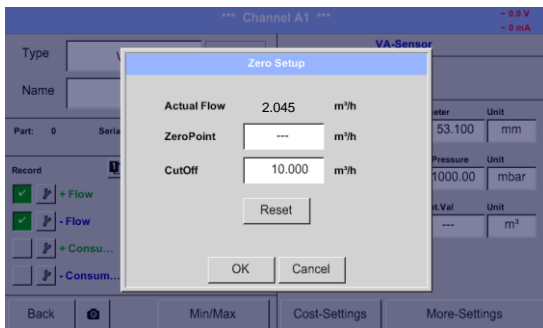 *** Channel A1 ***
~ 0.0 V
~ 0 mA
Type
VA-Sensor
Zero Setup
Name
Actual Flow 2.045 m³/h
Part: 0
ZeroPoint --- m³/h
53.100 mm
Unit
Record
CutOff 10.000 m³/h
Pressure Unit
1000.00 mbar
+ Flow
- Flow
Reset
Unit
--- m³
+ Consu...
- Consum...
OK Cancel
Back Min/Max Cost-Settings More-Settings